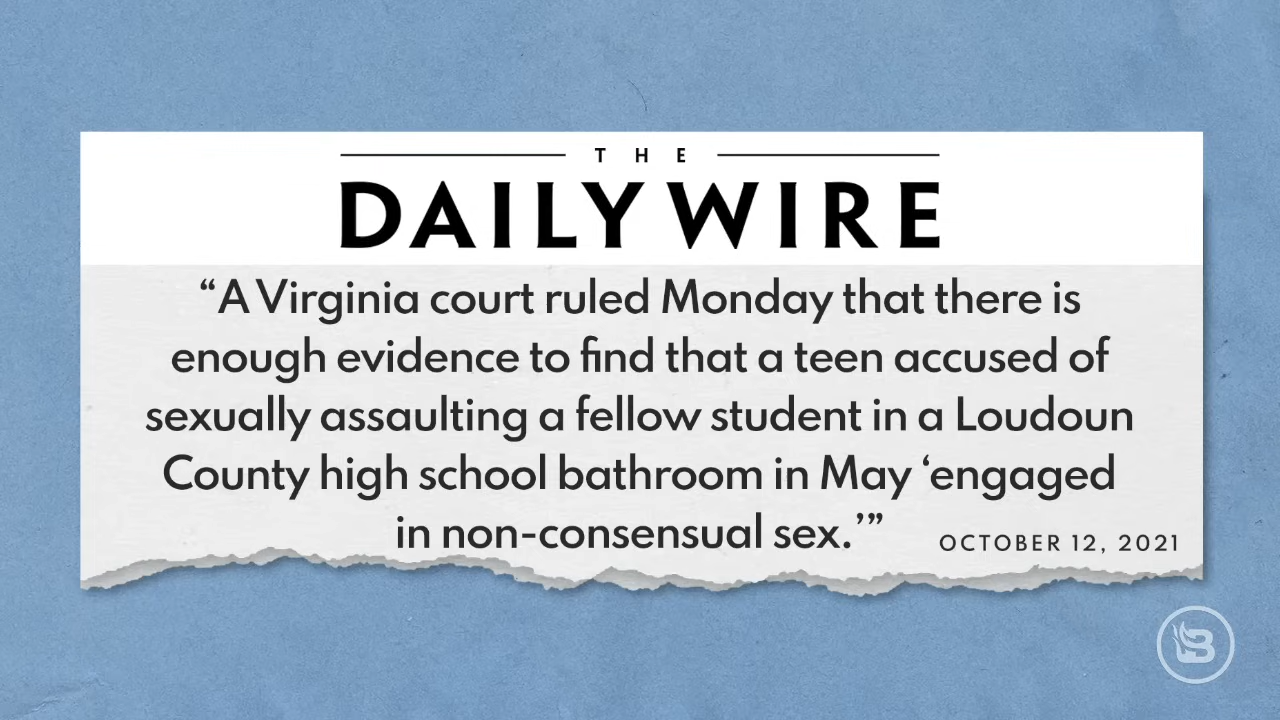 THE
DAILY WIRE
“A Virginia court ruled Monday that there is
enough evidence to find that a teen accused of
sexually assaulting a fellow student in a Loudoun
County high school bathroom in May ‘engaged
in non-consensual sex.’”
OCTOBER 12, 2021
B